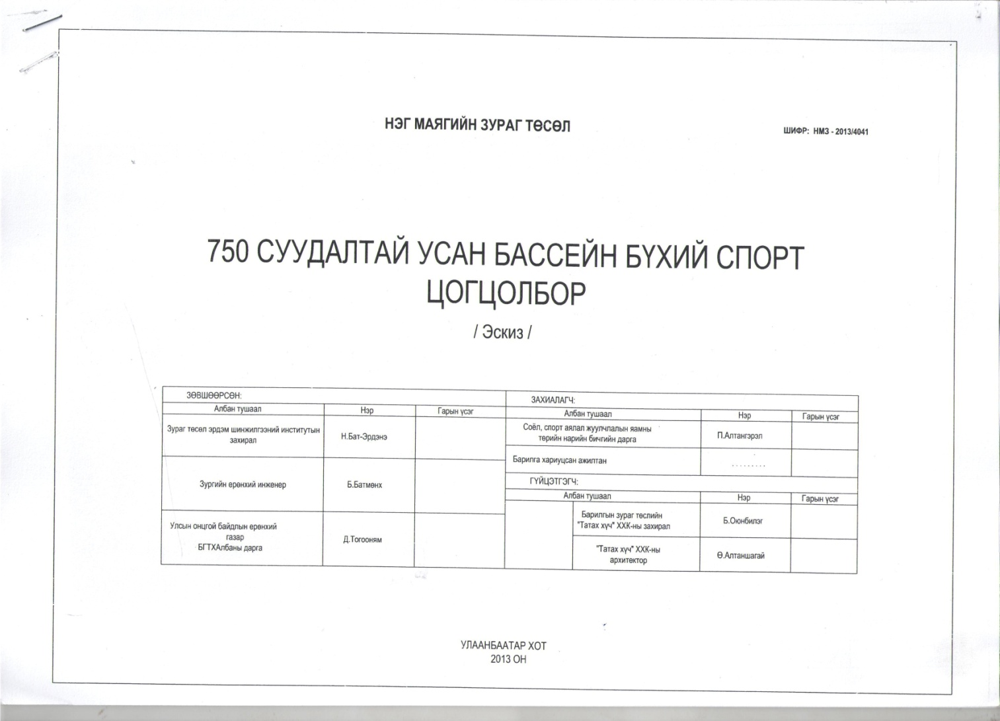 НЭГ МАЯГИЙН ЗУРАГ ТӨСӨЛ
ШИФР: НМЗ - 2013/4041
750 СУУДАЛТАЙ УСАН БАССЕЙН БҮХИЙ СПОРТ
ЦОГЦОЛБОР
/ Эскиз /
ЗӨВШӨӨРСӨН:
Албан тушаал
Нэр
Гарын үсэг
Зураг төсөл эрдэм шинжилгээний институтын
захирал
Н.Бат-Эрдэнэ
Зургийн ерөнхий инженер
Б.Батмөнх
Улсын онцгой байдлын ерөнхий
газар
БГТХАлбаны дарга
Д.Тогооням
ЗАХИАЛАГЧ:
Албан тушаал
Нэр
Гарын үсэг
Соёл, спорт аялал жуулчлалын яамны
төрийн нарийн бичгийн дарга
П.Алтангэрэл
Барилга хариуцсан ажилтан
.........
ГҮЙЦЭТГЭГЧ:
Албан тушаал
Нэр
Гарын үсэг
Барилгын зураг төслийн
"Татах хүч" ХХК-ны захирал
Б.Оюнбилэг
"Татах хүч" ХХК-ны
архитектор
Ө.Алтаншагай
УЛААНБААТАР ХОТ
2013 ОН